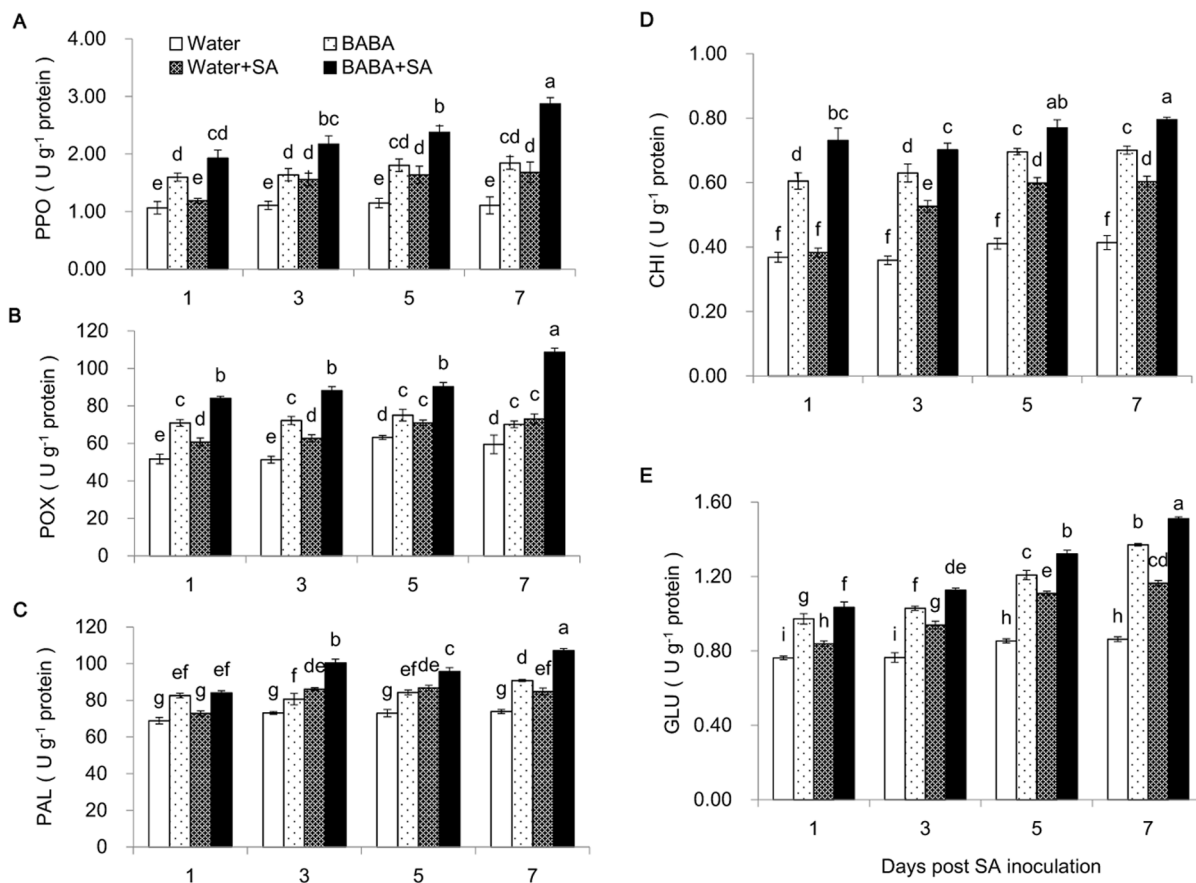 A
PPO ( U g⁻¹ protein )
4.00
3.00
2.00
1.00
0.00
Water
BABA
Water+SA
BABA+SA
e d e cd
e d d bc
e cd d b
e cd d a
1 3 5 7
B
POX ( U g⁻¹ protein )
120
100
80
60
40
20
0
e c d b
e c d b
d c c b
d c c a
1 3 5 7
C
PAL ( U g⁻¹ protein )
120
100
80
60
40
20
0
g ef g ef
g f de b
g ef de c
g d ef a
1 3 5 7
D
CHI ( U g⁻¹ protein )
1.00
0.80
0.60
0.40
0.20
0.00
f d f bc
f d e c
f c d ab
f c d a
1 3 5 7
E
GLU ( U g⁻¹ protein )
1.60
1.20
0.80
0.40
0.00
i g h f
i f g de
h c e b
h b cd a
1 3 5 7
Days post SA inoculation